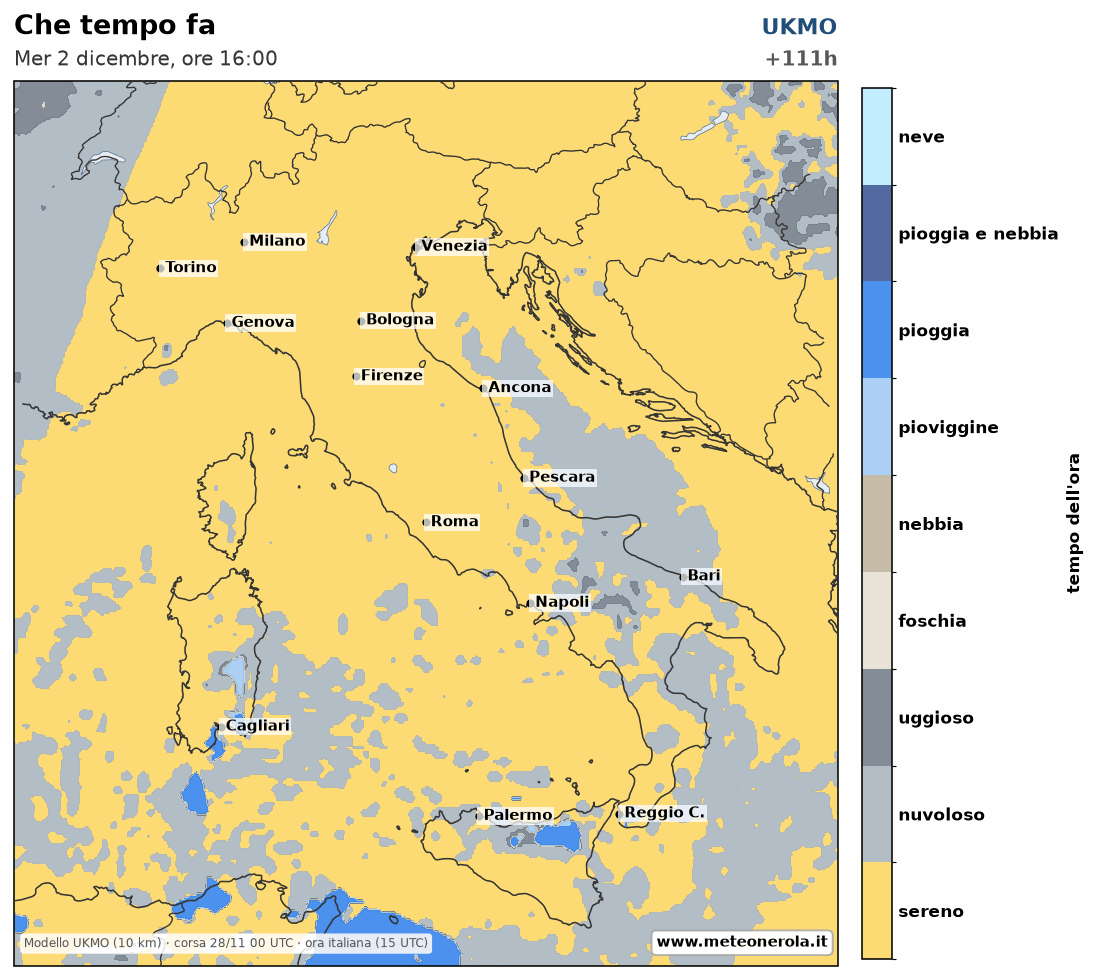 Che tempo fa
UKMO
Mer 2 dicembre, ore 16:00
+111h
neve
pioggia e nebbia
pioggia
pioviggine
nebbia
foschia
uggioso
nuvoloso
sereno
tempo dell'ora
Milano
Venezia
Torino
Genova
Bologna
Firenze
Ancona
Pescara
Roma
Bari
Napoli
Cagliari
Palermo
Reggio C.
Modello UKMO (10 km) · corsa 28/11 00 UTC · ora italiana (15 UTC)
www.meteonerola.it